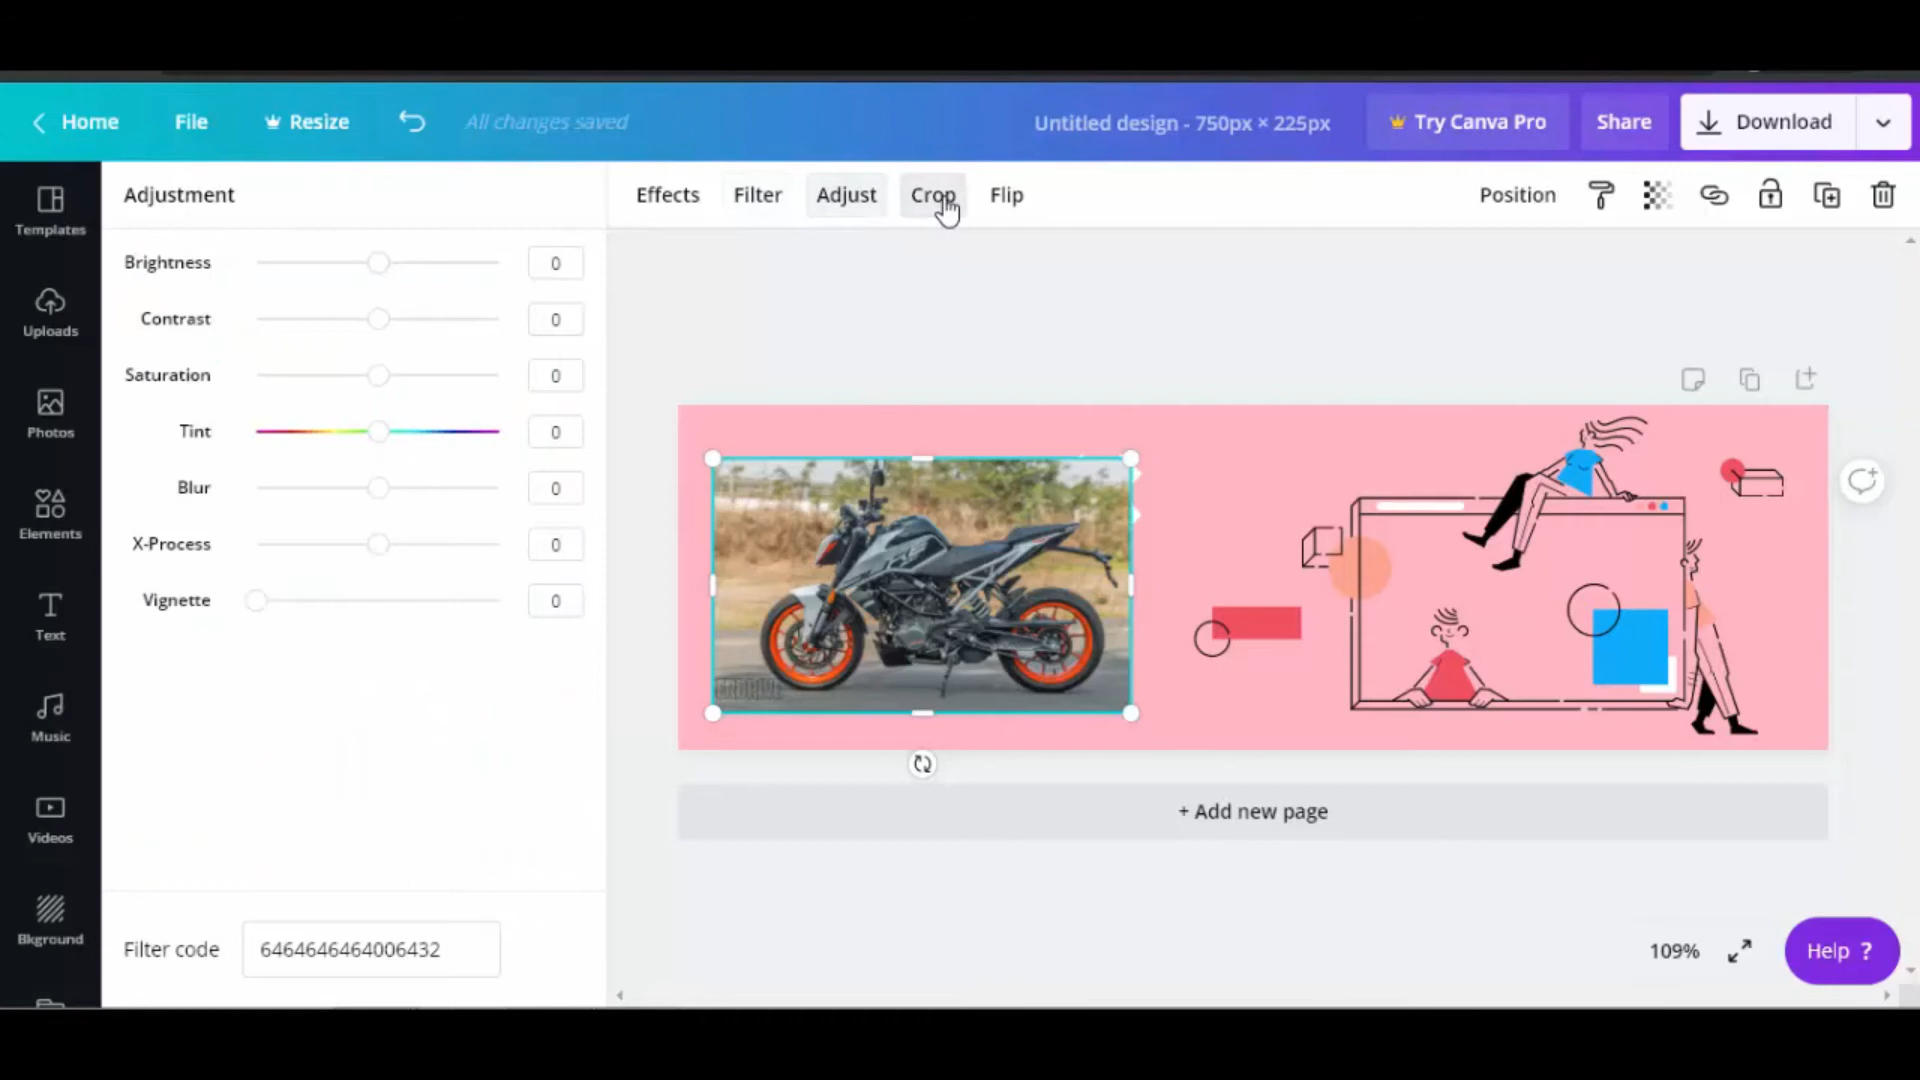 Home File Resize All changes saved Untitled design - 750px × 225px Try Canva Pro Share Download
Adjustment Effects Filter Adjust Crop Flip Position
Templates
Uploads
Photos
Elements
Text
Music
Videos
Bkground
Brightness 0
Contrast 0
Saturation 0
Tint 0
Blur 0
X-Process 0
Vignette 0
Filter code 6464646464006432
+ Add new page
109% Help ?